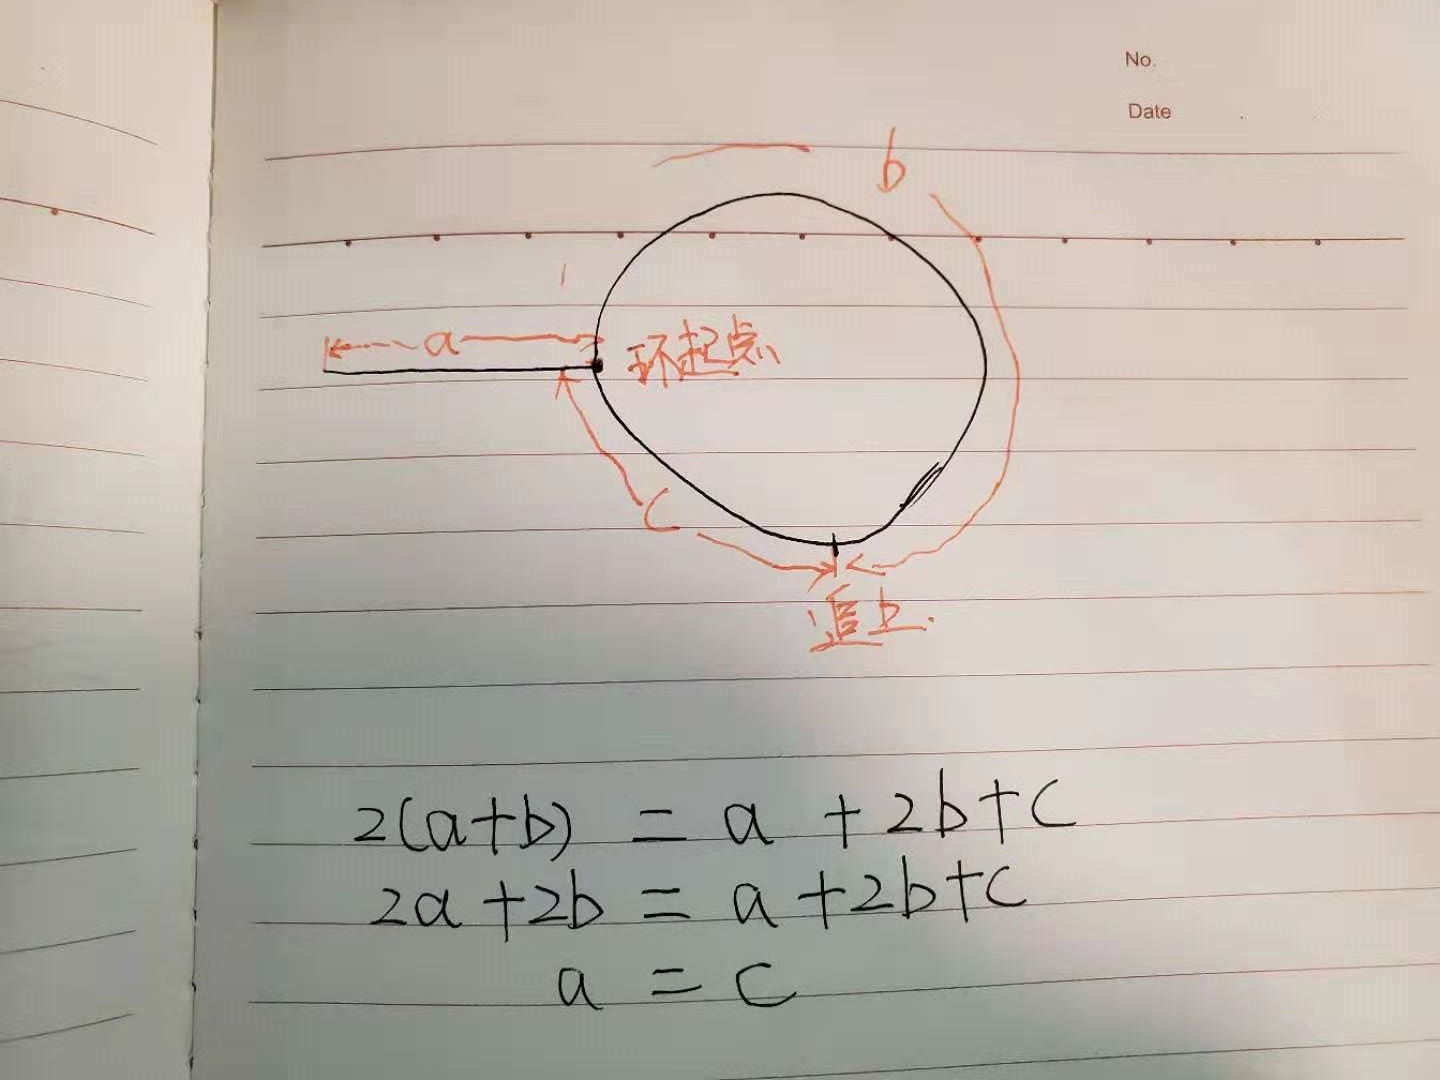 No.
Date
b
a
环起点
c
追上.
2(a+b) = a + 2b+c
2a+2b = a+2b+c
a = c